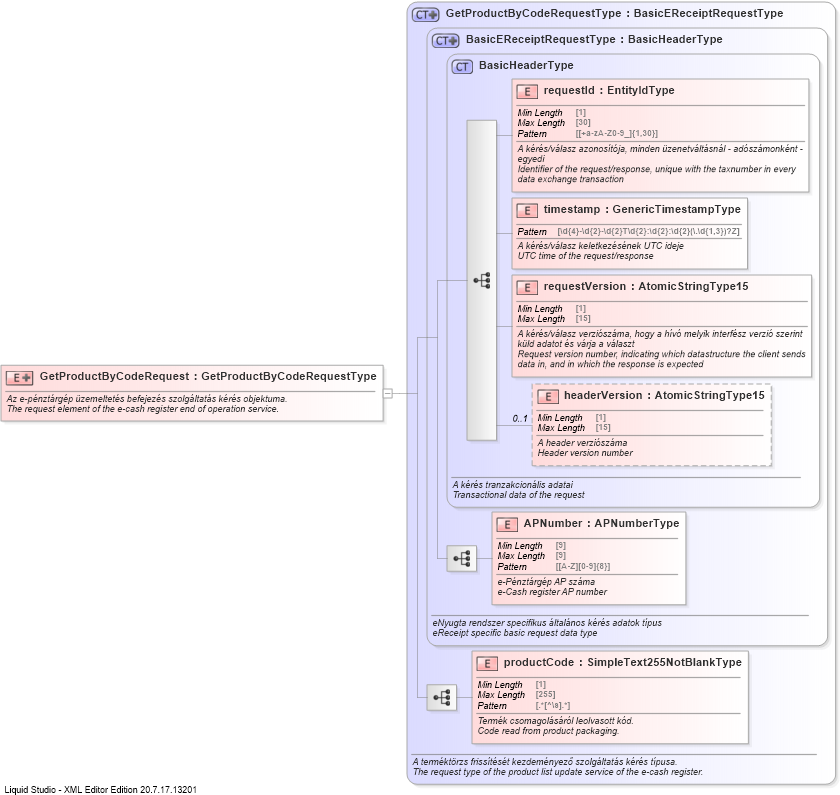 CT GetProductByCodeRequestType : BasicEReceiptRequestType
CT BasicEReceiptRequestType : BasicHeaderType
CT BasicHeaderType
E requestId : EntityIdType
Min Length [1]
Max Length [30]
Pattern [[+a-zA-Z0-9_]{1,30}]
A kérés/válasz azonosítója, minden üzenetváltásnál - adószámonként -
egyedi
Identifier of the request/response, unique with the taxnumber in every
data exchange transaction
E timestamp : GenericTimestampType
Pattern [\d{4}-\d{2}-\d{2}T\d{2}:\d{2}:\d{2}(\.\d{1,3})?Z]
A kérés/válasz keletkezésének UTC ideje
UTC time of the request/response
E requestVersion : AtomicStringType15
Min Length [1]
Max Length [15]
A kérés/válasz verziószáma, hogy a hívó melyik interfész verzió szerint
küld adatot és várja a választ
Request version number, indicating which datastructure the client sends
data in, and in which the response is expected
E GetProductByCodeRequest : GetProductByCodeRequestType
Az e-pénztárgép üzemeltetés befejezés szolgáltatás kérés objektuma.
The request element of the e-cash register end of operation service.
0..1
E headerVersion : AtomicStringType15
Min Length [1]
Max Length [15]
A header verziószáma
Header version number
A kérés tranzakcionális adatai
Transactional data of the request
E APNumber : APNumberType
Min Length [9]
Max Length [9]
Pattern [[A-Z][0-9]{8}]
e-Pénztárgép AP száma
e-Cash register AP number
eNyugta rendszer specifikus általános kérés adatok típus
eReceipt specific basic request data type
E productCode : SimpleText255NotBlankType
Min Length [1]
Max Length [255]
Pattern [.*[^\s].*]
Termék csomagolásáról leolvasott kód.
Code read from product packaging.
A terméktörzs frissítését kezdeményező szolgáltatás kérés típusa.
The request type of the product list update service of the e-cash register.
Liquid Studio - XML Editor Edition 20.7.17.13201